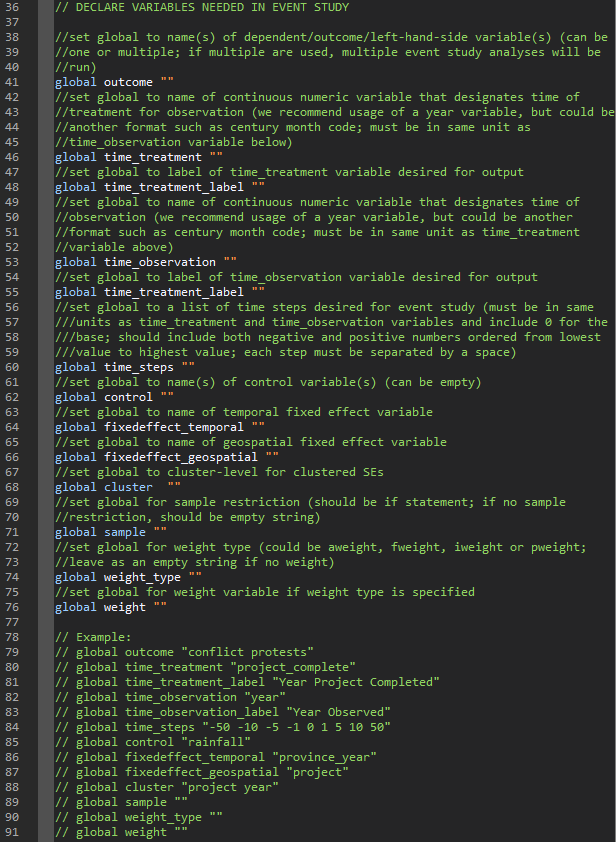 36 // DECLARE VARIABLES NEEDED IN EVENT STUDY
37
38 //set global to name(s) of dependent/outcome/left-hand-side variable(s) (can be
39 //one or multiple; if multiple are used, multiple event study analyses will be
40 //run)
41 global outcome ""
42 //set global to name of continuous numeric variable that designates time of
43 //treatment for observation (we recommend usage of a year variable, but could be
44 //another format such as century month code; must be in same unit as
45 //time_observation variable below)
46 global time_treatment ""
47 //set global to label of time_treatment variable desired for output
48 global time_treatment_label ""
49 //set global to name of continuous numeric variable that designates time of
50 //observation (we recommend usage of a year variable, but could be another
51 //format such as century month code; must be in same unit as time_treatment
52 //variable above)
53 global time_observation ""
54 //set global to label of time_observation variable desired for output
55 global time_treatment_label ""
56 //set global to a list of time steps desired for event study (must be in same
57 ///units as time_treatment and time_observation variables and include 0 for the
58 ///base; should include both negative and positive numbers ordered from lowest
59 ///value to highest value; each step must be separated by a space)
60 global time_steps ""
61 //set global to name(s) of control variable(s) (can be empty)
62 global control ""
63 //set global to name of temporal fixed effect variable
64 global fixedeffect_temporal ""
65 //set global to name of geospatial fixed effect variable
66 global fixedeffect_geospatial ""
67 //set global to cluster-level for clustered SEs
68 global cluster  ""
69 //set global for sample restriction (should be if statement; if no sample
70 //restriction, should be empty string)
71 global sample ""
72 //set global for weight type (could be aweight, fweight, iweight or pweight;
73 //leave as an empty string if no weight)
74 global weight_type ""
75 //set global for weight variable if weight type is specified
76 global weight ""
77
78 // Example:
79 // global outcome "conflict protests"
80 // global time_treatment "project_complete"
81 // global time_treatment_label "Year Project Completed"
82 // global time_observation "year"
83 // global time_observation_label "Year Observed"
84 // global time_steps "-50 -10 -5 -1 0 1 5 10 50"
85 // global control "rainfall"
86 // global fixedeffect_temporal "province_year"
87 // global fixedeffect_geospatial "project"
88 // global cluster "project year"
89 // global sample ""
90 // global weight_type ""
91 // global weight ""